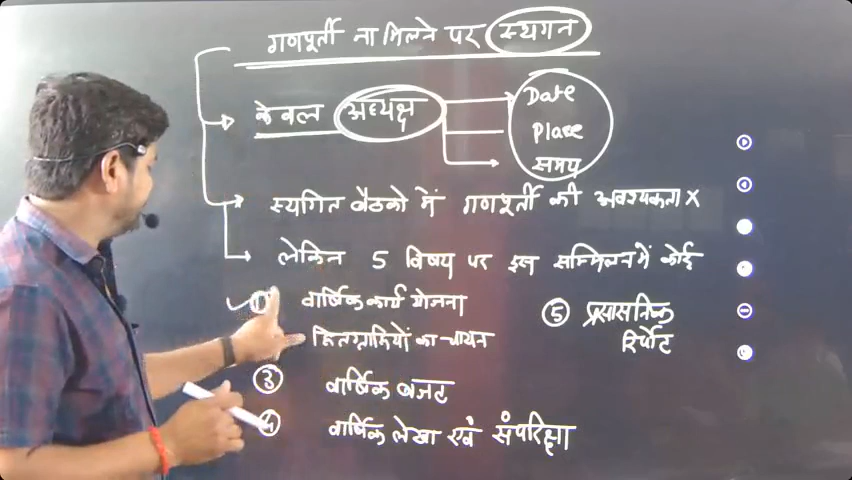 गणपूर्ती ना मिलने पर स्थगन
केवल अध्यक्ष
Date
Place
समय
स्थगित बैठको में गणपूर्ती की अवश्यकता X
लेकिन 5 विषय पर इस सम्मिलन में कोई
① वार्षिक कार्य योजना
हितग्राहियों का चयन
③ वार्षिक बजट
④ वार्षिक लेखा एवं संपरिक्षा
⑤ प्रसासनिक
रिर्पोट